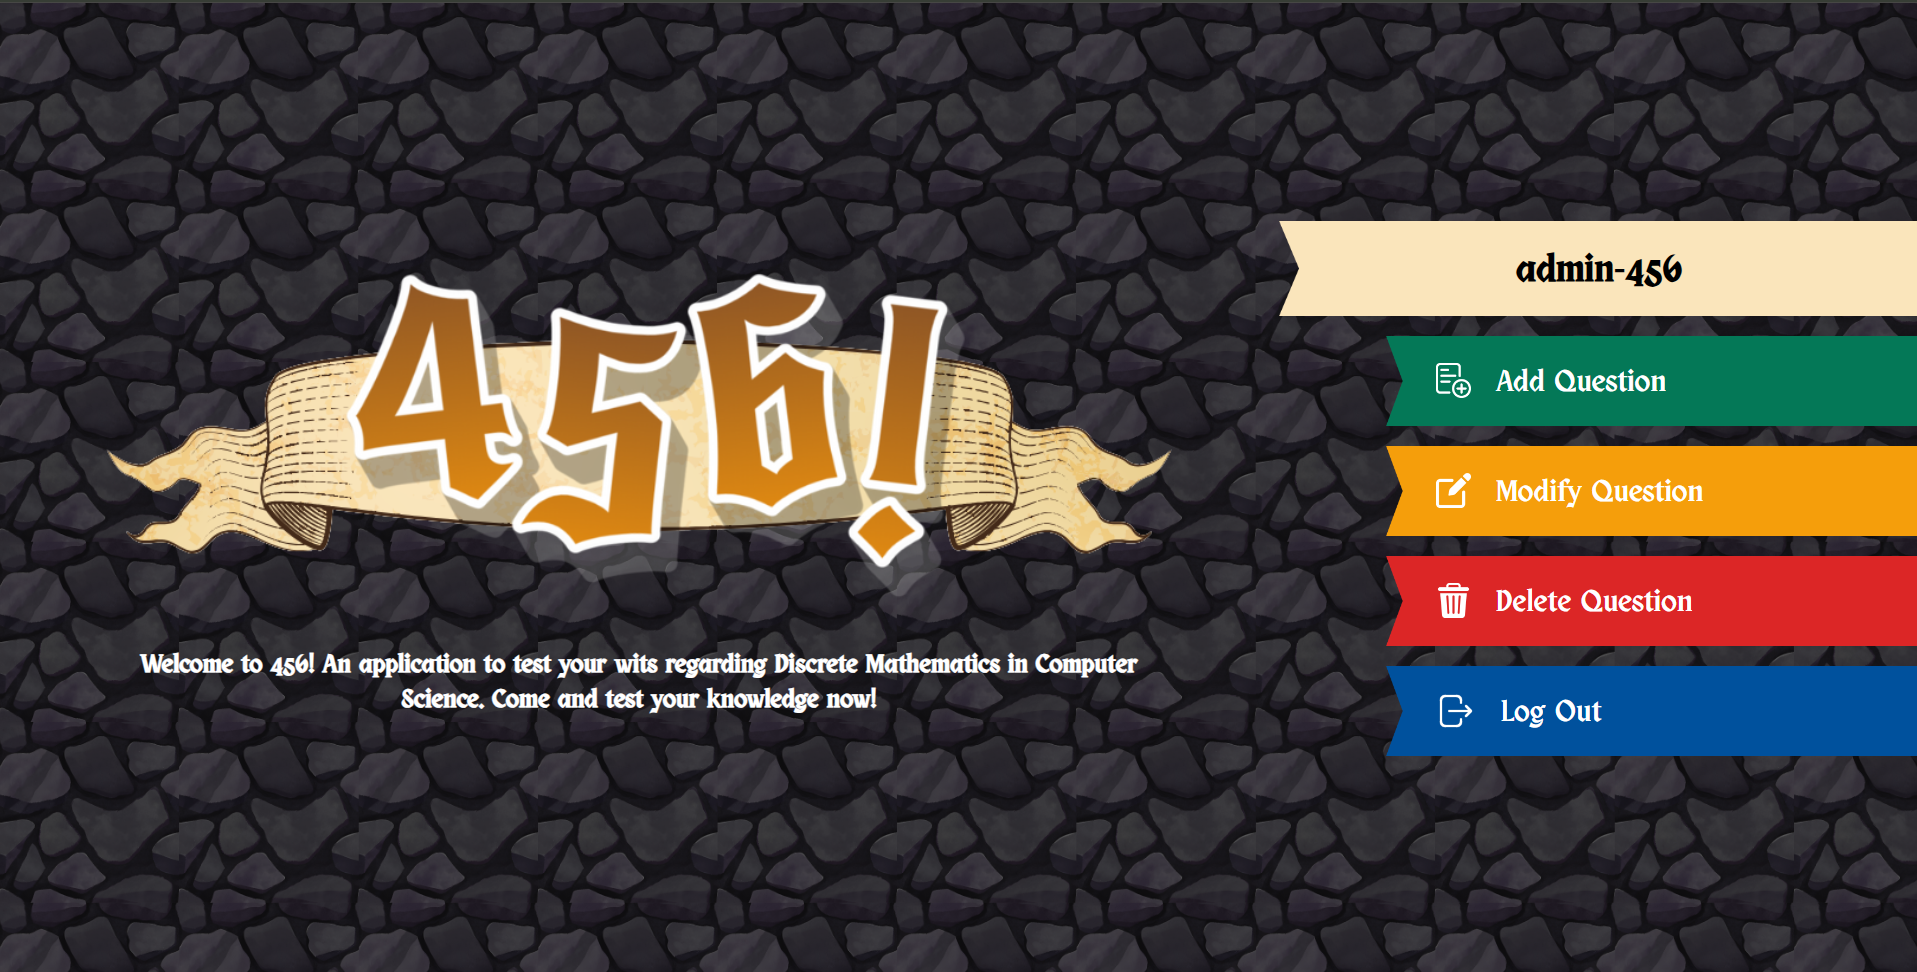 456!
Welcome to 456! An application to test your wits regarding Discrete Mathematics in Computer
Science. Come and test your knowledge now!
admin-456
Add Question
Modify Question
Delete Question
Log Out